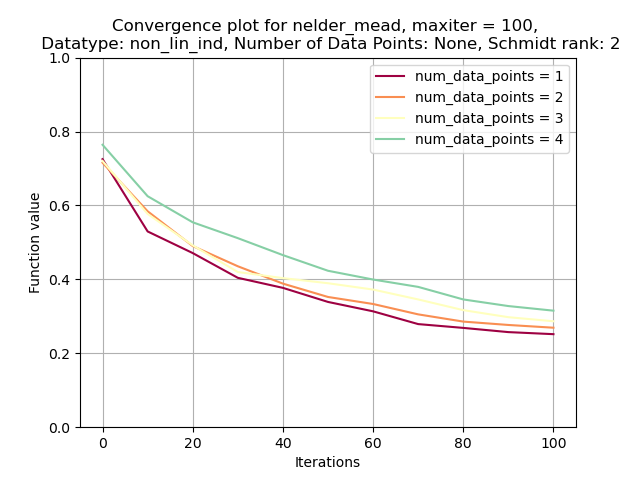 Convergence plot for nelder_mead, maxiter = 100,
Datatype: non_lin_ind, Number of Data Points: None, Schmidt rank: 2
1.0
0.8
0.6
0.4
0.2
0.0
Function value
num_data_points = 1
num_data_points = 2
num_data_points = 3
num_data_points = 4
0 20 40 60 80 100
Iterations